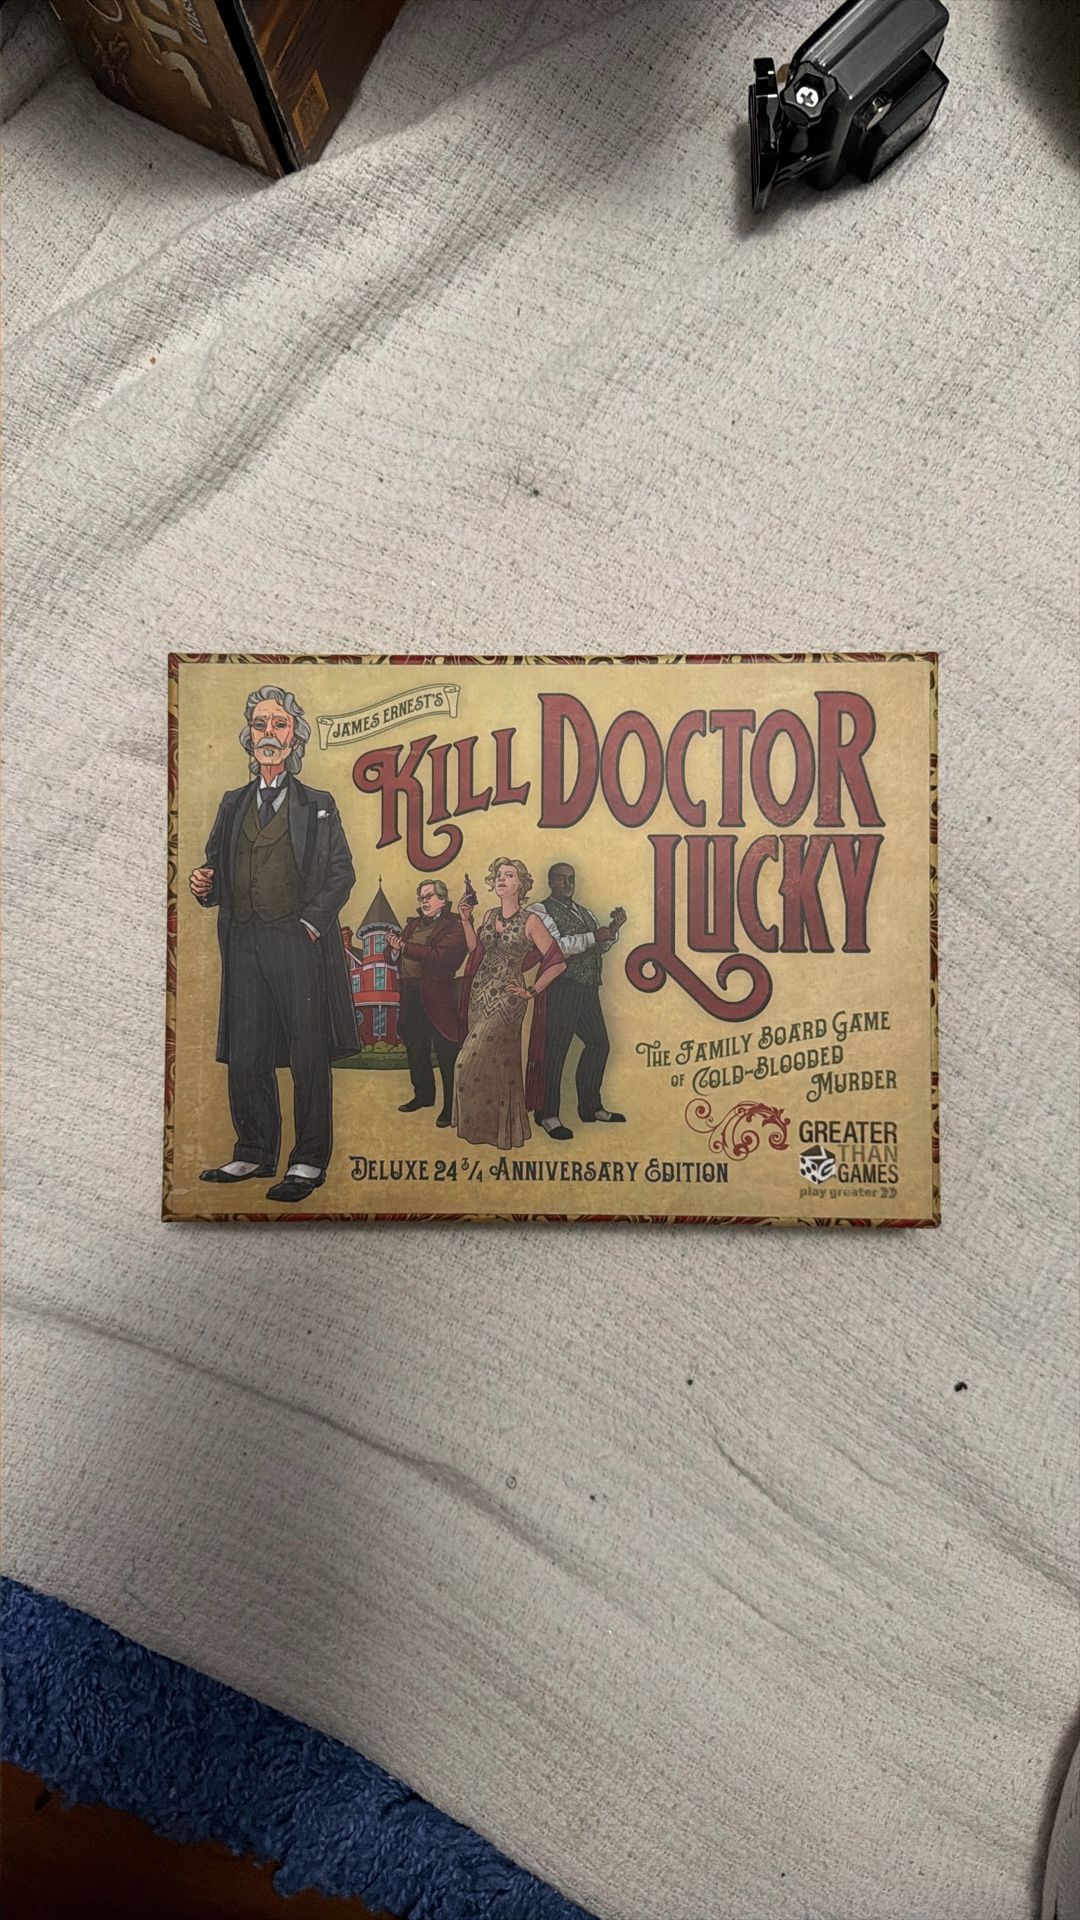 JAMES ERNEST'S
KILL DOCTOR
LUCKY
THE FAMILY BOARD GAME
OF COLD-BLOODED
MURDER
DELUXE 24 3/4 ANNIVERSARY EDITION
GREATER
THAN
GAMES
play greater